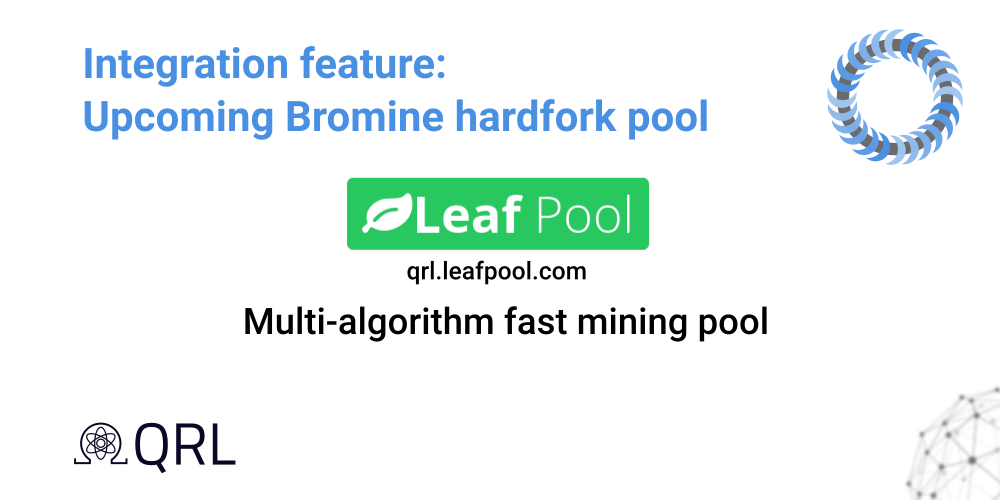 Integration feature:
Upcoming Bromine hardfork pool
Leaf Pool
qrl.leafpool.com
Multi-algorithm fast mining pool
QRL